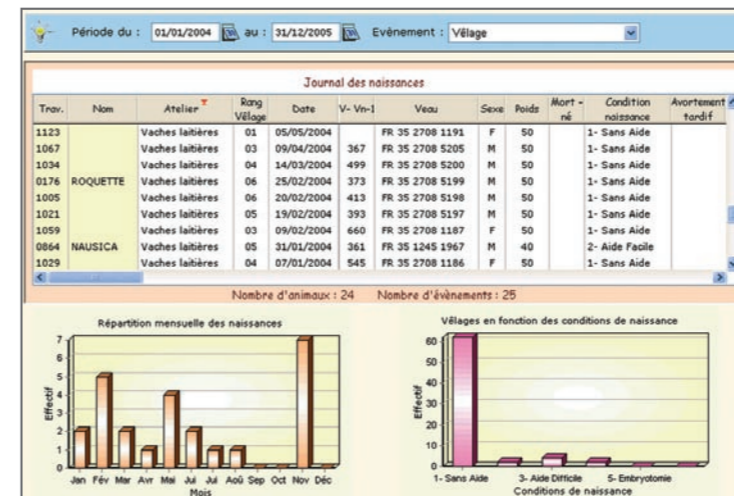 Période du : 01/01/2004 au : 31/12/2005 Evènement : Vêlage
Journal des naissances
Trav. Nom Atelier Rang Vêlage Date V- Vn-1 Veau Sexe Poids Mort - né Condition naissance Avortement tardif
1123 Vaches laitières 01 05/05/2004 FR 35 2708 1191 F 50 1- Sans Aide
1067 Vaches laitières 03 09/04/2004 367 FR 35 2708 5205 M 50 1- Sans Aide
1034 Vaches laitières 04 14/03/2004 499 FR 35 2708 5200 M 50 1- Sans Aide
0176 ROQUETTE Vaches laitières 06 25/02/2004 373 FR 35 2708 5199 M 50 1- Sans Aide
1005 Vaches laitières 06 20/02/2004 413 FR 35 2708 5198 M 50 1- Sans Aide
1021 Vaches laitières 05 19/02/2004 393 FR 35 2708 5197 M 50 1- Sans Aide
1059 Vaches laitières 03 09/02/2004 660 FR 35 2708 1187 F 50 1- Sans Aide
0864 NAUSICA Vaches laitières 05 31/01/2004 361 FR 35 1245 1967 M 40 2- Aide Facile
1029 Vaches laitières 04 07/01/2004 545 FR 35 2708 1186 F 50 1- Sans Aide
Nombre d'animaux : 24 Nombre d'évènements : 25
Répartition mensuelle des naissances
7
6
5
4
3
2
1
0
Effectif
Jan Fév Mar Avr Mai Jui Jui Aoû Sep Oct Nov Déc
Mois
Vêlages en fonction des conditions de naissance
60
50
40
30
20
10
0
Effectif
1- Sans Aide 3- Aide Difficile 5- Embryotomie
Conditions de naissance